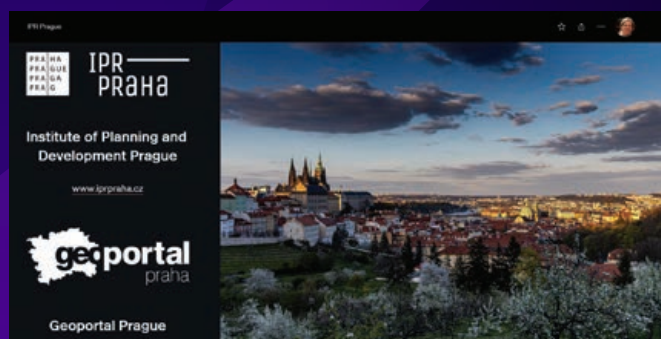 IPR Prague
PRA HA
PRA GUE
PRA GA
PRA G
IPR
PRAHA
Institute of Planning and
Development Prague
www.iprpraha.cz
geoportal
praha
Geoportal Prague